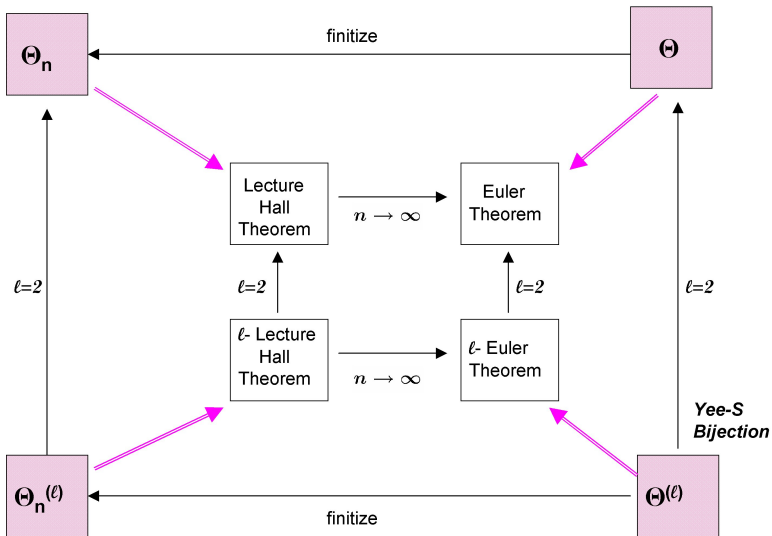 finitize
Θn
Θ
Lecture
Hall
Theorem
n → ∞
Euler
Theorem
ℓ=2
ℓ=2
ℓ=2
ℓ=2
ℓ- Lecture
Hall
Theorem
n → ∞
ℓ- Euler
Theorem
Yee-S
Bijection
Θn(ℓ)
Θ(ℓ)
finitize